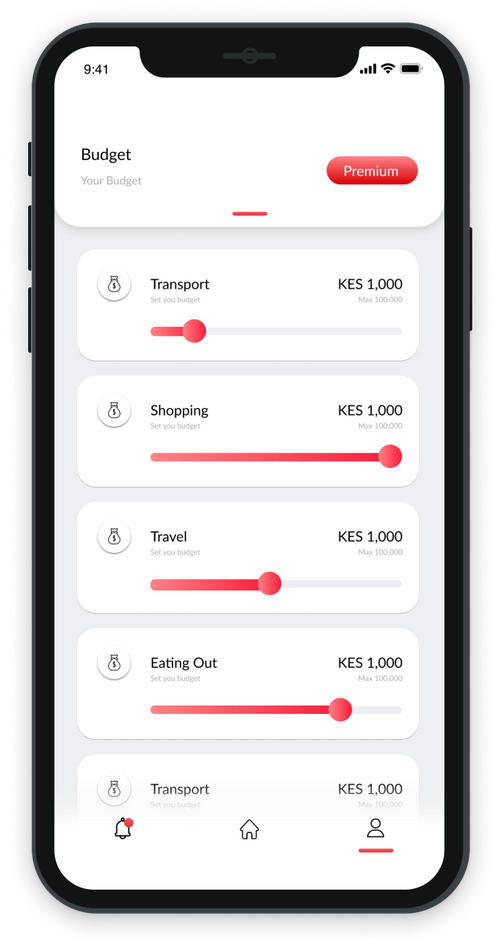 9:41
Budget
Your Budget
Premium
Transport
KES 1,000
Set you budget
Max 100,000
Shopping
KES 1,000
Set you budget
Max 100,000
Travel
KES 1,000
Set you budget
Max 100,000
Eating Out
KES 1,000
Set you budget
Max 100,000
Transport
KES 1,000
Set you budget
Max 100,000